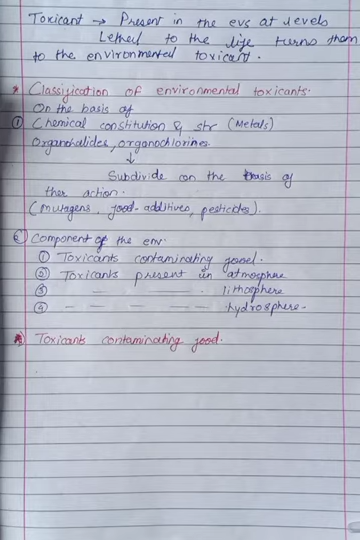 Toxicant → Present in the evs at levels
Lethal to the life turns them
to the environmental toxicant.
* Classification of environmental toxicants.
On the basis of
① Chemical constitution & str (Metals)
Organohalides, organochlorines.
↓
Subdivide on the basis of
ther action.
(mutagens, food-additives, pesticides).
② Component of the env.
① Toxicants contaminating food.
② Toxicants present in atmosphere
③ — — — — lithosphere
④ — — — — hydrosphere.
Toxicants contaminating food.